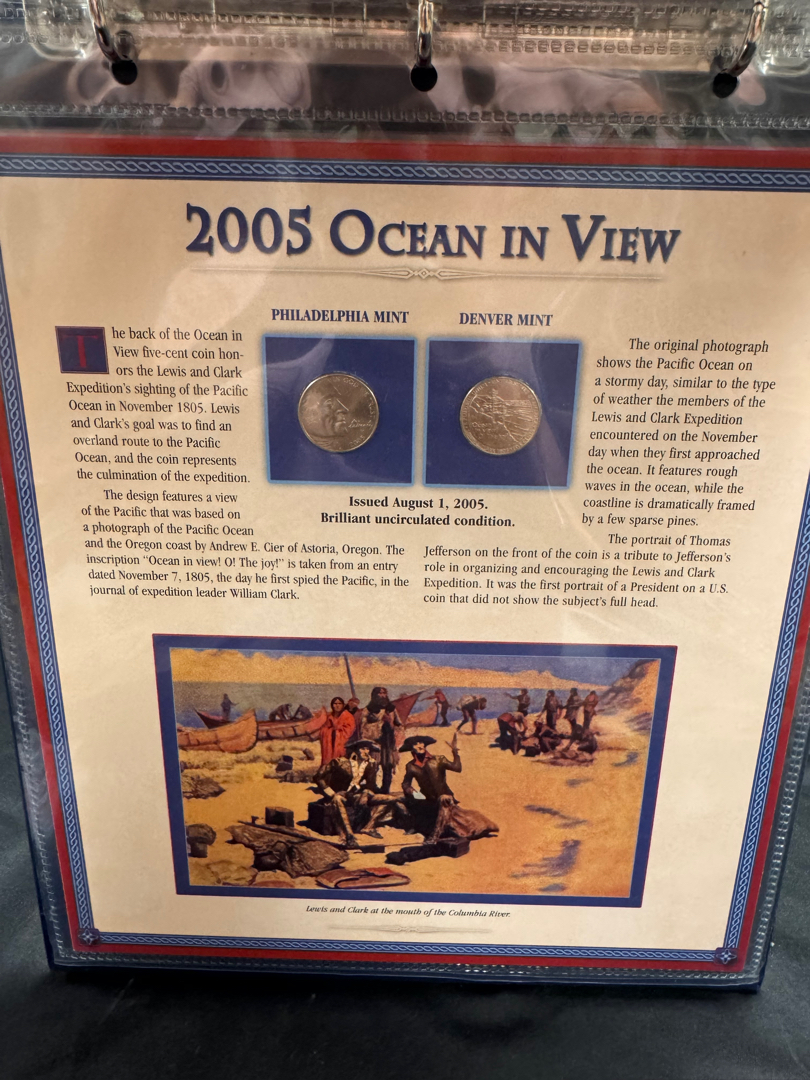 2005 OCEAN IN VIEW
PHILADELPHIA MINT
DENVER MINT
The back of the Ocean in
View five-cent coin hon-
ors the Lewis and Clark
Expedition's sighting of the Pacific
Ocean in November 1805. Lewis
and Clark's goal was to find an
overland route to the Pacific
Ocean, and the coin represents
the culmination of the expedition.
The design features a view
of the Pacific that was based on
a photograph of the Pacific Ocean
and the Oregon coast by Andrew E. Cier of Astoria, Oregon. The
inscription "Ocean in view! O! The joy!" is taken from an entry
dated November 7, 1805, the day he first spied the Pacific, in the
journal of expedition leader William Clark.
Issued August 1, 2005.
Brilliant uncirculated condition.
The original photograph
shows the Pacific Ocean on
a stormy day, similar to the type
of weather the members of the
Lewis and Clark Expedition
encountered on the November
day when they first approached
the ocean. It features rough
waves in the ocean, while the
coastline is dramatically framed
by a few sparse pines.
The portrait of Thomas
Jefferson on the front of the coin is a tribute to Jefferson's
role in organizing and encouraging the Lewis and Clark
Expedition. It was the first portrait of a President on a U.S.
coin that did not show the subject's full head.
Lewis and Clark at the mouth of the Columbia River.